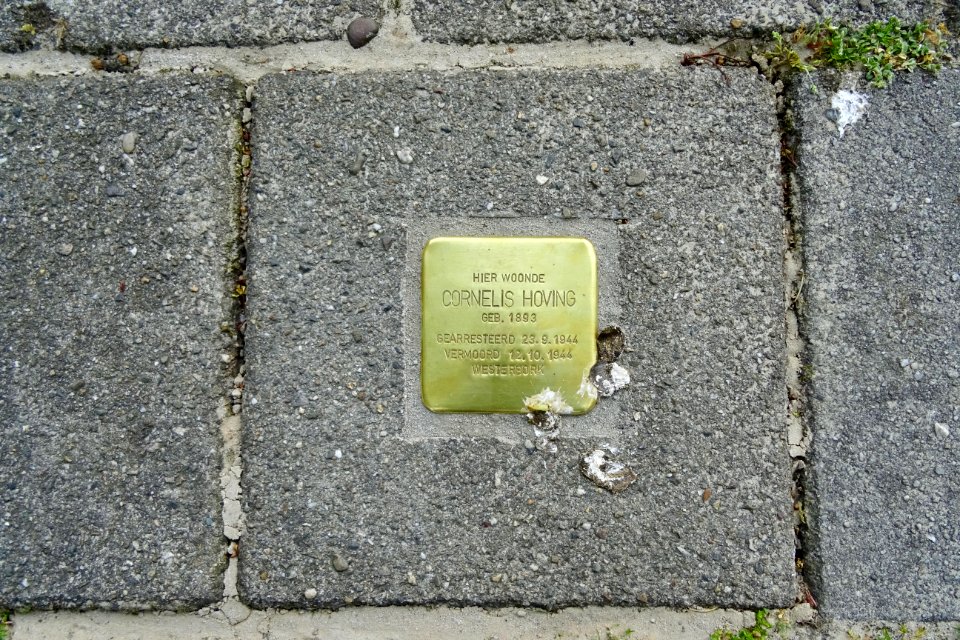 HIER WOONDE
CORNELIS HOVING
GEB. 1893
GEARRESTEERD 23.9.1944
VERMOORD 12.10.1944
WESTERBORK